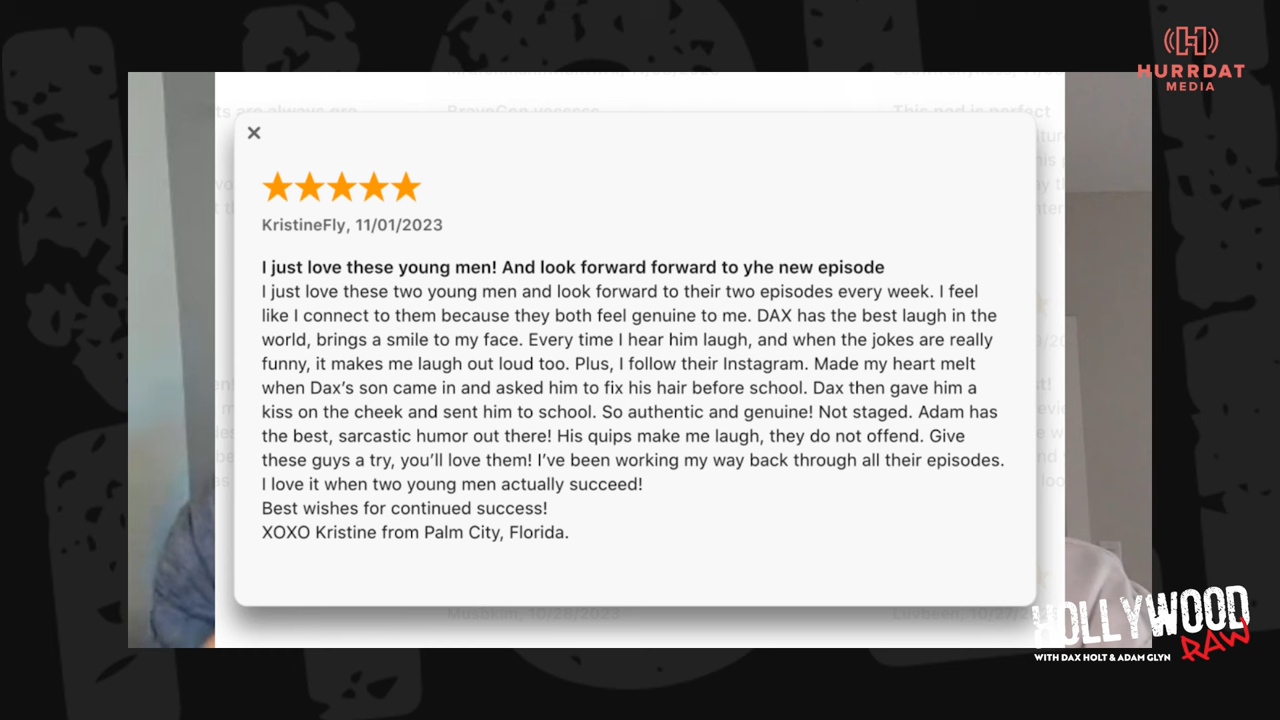 HURRDAT
MEDIA
BravoCon yessss
This pod is perfect
KristineFly, 11/01/2023
I just love these young men! And look forward forward to yhe new episode
I just love these two young men and look forward to their two episodes every week. I feel
like I connect to them because they both feel genuine to me. DAX has the best laugh in the
world, brings a smile to my face. Every time I hear him laugh, and when the jokes are really
funny, it makes me laugh out loud too. Plus, I follow their Instagram. Made my heart melt
when Dax’s son came in and asked him to fix his hair before school. Dax then gave him a
kiss on the cheek and sent him to school. So authentic and genuine! Not staged. Adam has
the best, sarcastic humor out there! His quips make me laugh, they do not offend. Give
these guys a try, you’ll love them! I’ve been working my way back through all their episodes.
I love it when two young men actually succeed!
Best wishes for continued success!
XOXO Kristine from Palm City, Florida.
HOLLYWOOD
RAW
WITH DAX HOLT & ADAM GLYN